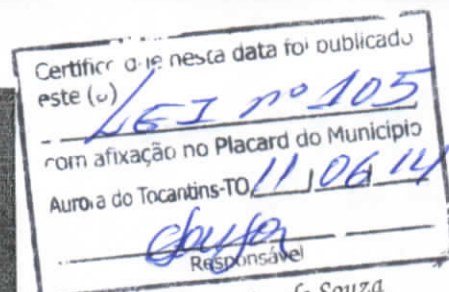 Certifico que nesta data foi publicado
este (o)
LEI nº 105
com afixação no Placard do Município
Aurora do Tocantins-TO, 11 / 06 / 14
Responsável
Souza